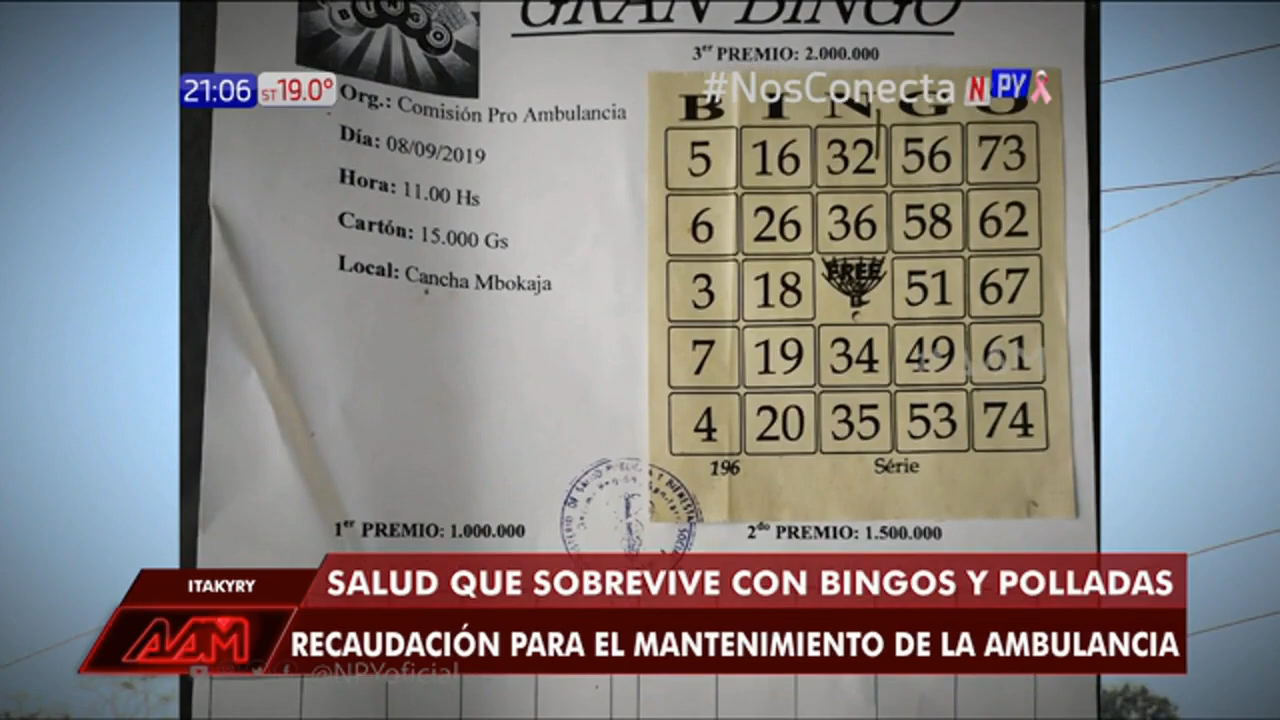 BINGO
GRAN BINGO
3er PREMIO: 2.000.000
21:06 ST 19.0°
#NosConecta NPY
Org.: Comisión Pro Ambulancia
Día: 08/09/2019
Hora: 11.00 Hs
Cartón: 15.000 Gs
Local: Cancha Mbokaja
B I N G O
5 16 32 56 73
6 26 36 58 62
3 18 FREE 51 67
7 19 34 49 61
4 20 35 53 74
196 Série
1er PREMIO: 1.000.000
2do PREMIO: 1.500.000
ITAKYRY
SALUD QUE SOBREVIVE CON BINGOS Y POLLADAS
AAM
RECAUDACIÓN PARA EL MANTENIMIENTO DE LA AMBULANCIA
@NPYoficial